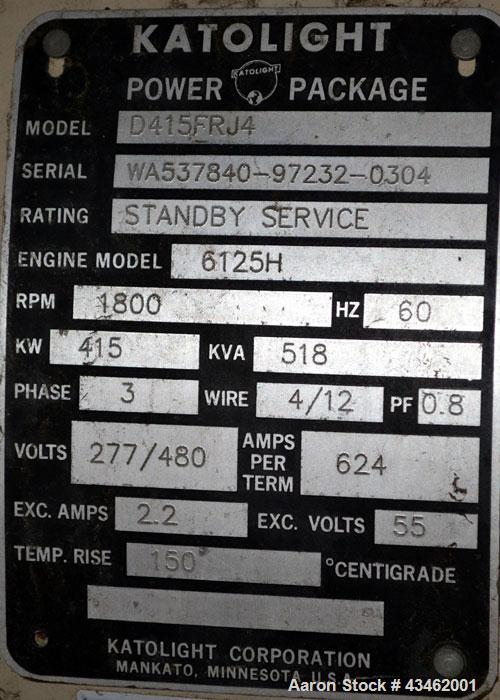 KATOLIGHT
POWER KATOLIGHT PACKAGE
MODEL D415FRJ4
SERIAL WA537840-97232-0304
RATING STANDBY SERVICE
ENGINE MODEL 6125H
RPM 1800 HZ 60
KW 415 KVA 518
PHASE 3 WIRE 4/12 PF 0.8
VOLTS 277/480 AMPS PER TERM 624
EXC. AMPS 2.2 EXC. VOLTS 55
TEMP. RISE 150 °CENTIGRADE
KATOLIGHT CORPORATION
MANKATO, MINNESOTA U.S.A.
Aaron Stock # 43462001